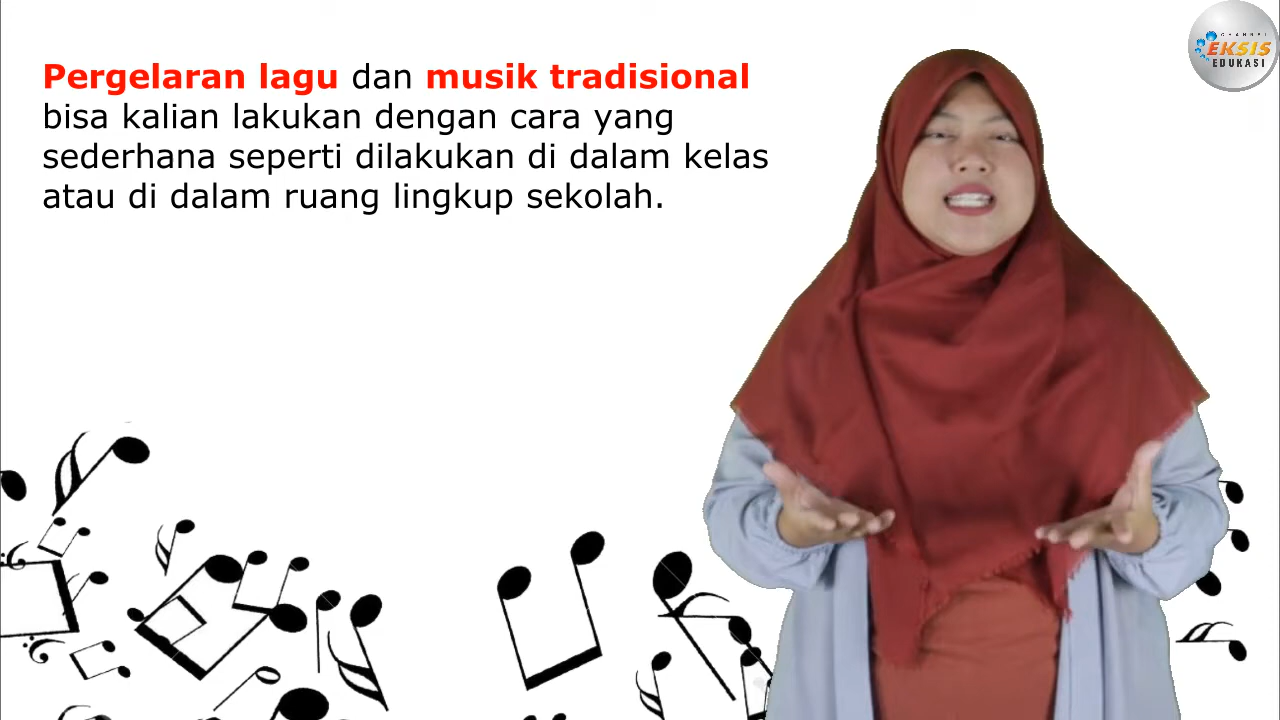 Pergelaran lagu dan musik tradisional
bisa kalian lakukan dengan cara yang
sederhana seperti dilakukan di dalam kelas
atau di dalam ruang lingkup sekolah.
CHANNEL
EKSIS
EDUKASI